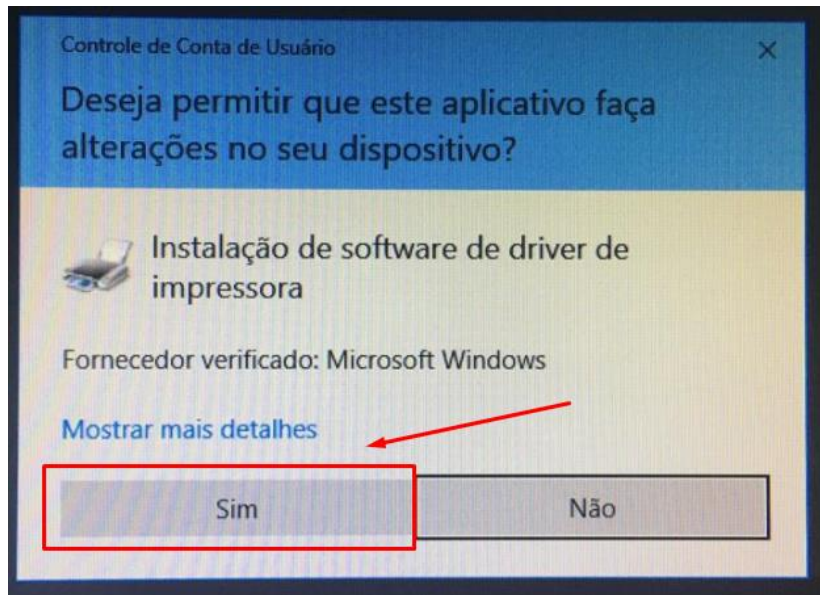 Controle de Conta de Usuário
Deseja permitir que este aplicativo faça
alterações no seu dispositivo?
Instalação de software de driver de
impressora
Fornecedor verificado: Microsoft Windows
Mostrar mais detalhes
Sim
Não